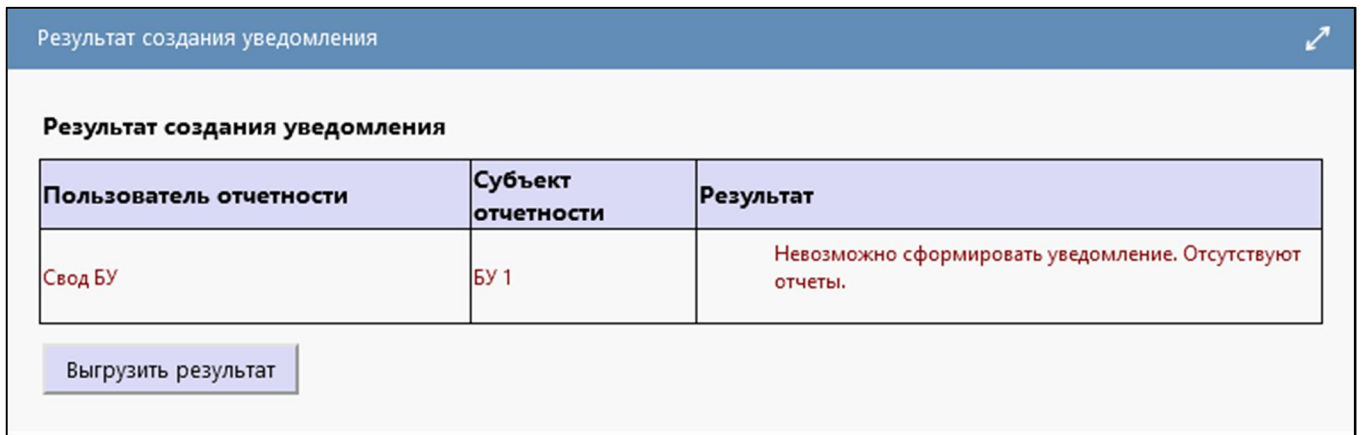 Результат создания уведомления
Результат создания уведомления
Пользователь отчетности
Субъект
отчетности
Результат
Свод БУ
БУ 1
Невозможно сформировать уведомление. Отсутствуют
отчеты.
Выгрузить результат